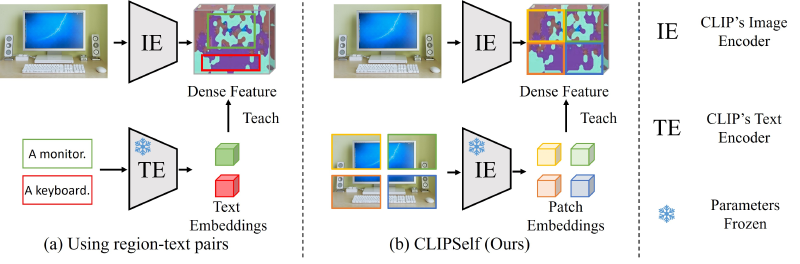 IE
Dense Feature
Teach
A monitor.
A keyboard.
TE
Text
Embeddings
(a) Using region-text pairs
IE
Dense Feature
Teach
IE
Patch
Embeddings
(b) CLIPSelf (Ours)
IE
CLIP's Image
Encoder
TE
CLIP's Text
Encoder
Parameters
Frozen